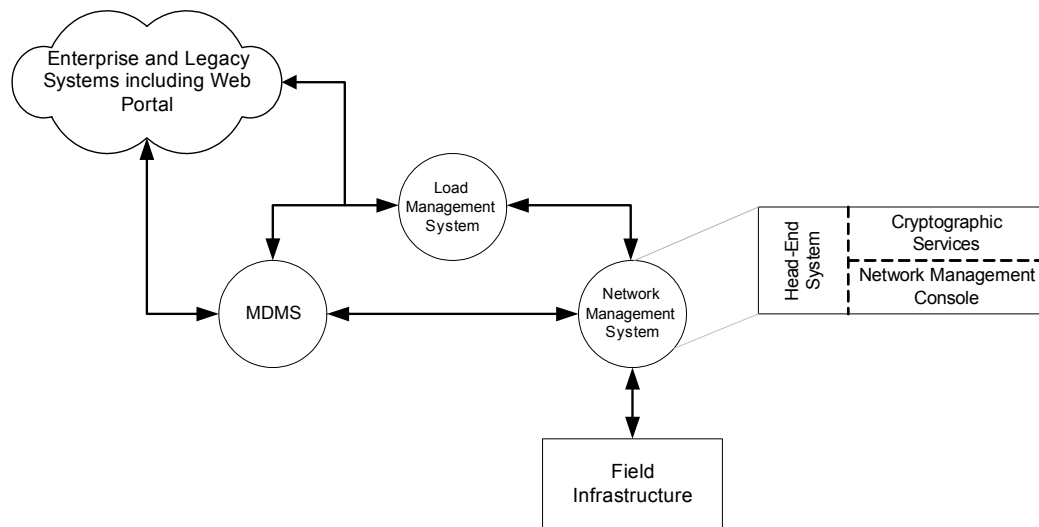 Enterprise and Legacy
Systems including Web
Portal
Load
Management
System
MDMS
Network
Management
System
Head-End
System
Cryptographic
Services
Network Management
Console
Field
Infrastructure